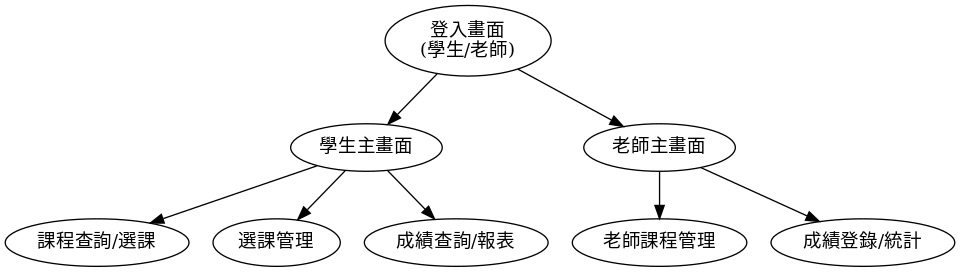 登入畫面
(學生/老師)
學生主畫面
老師主畫面
課程查詢/選課
選課管理
成績查詢/報表
老師課程管理
成績登錄/統計